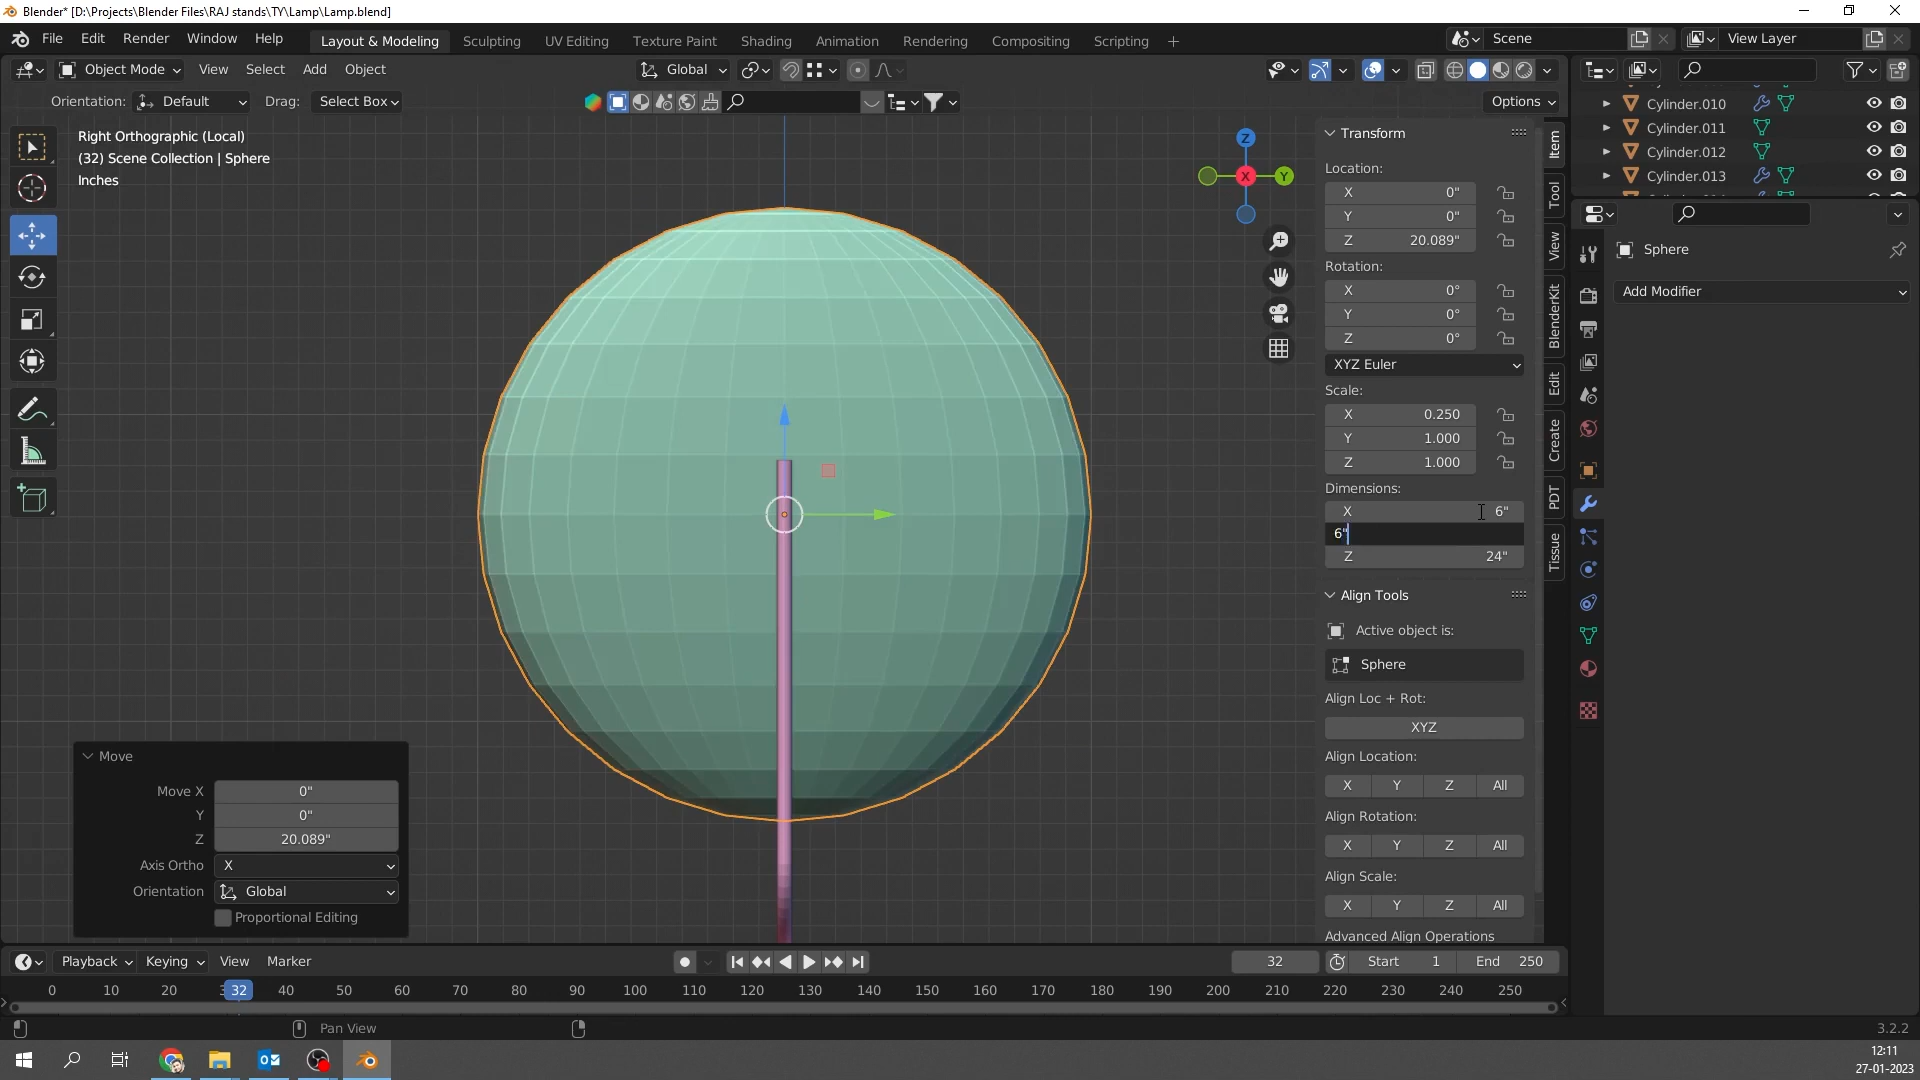 Blender* [D:\Projects\Blender Files\RAJ stands\TY\Lamp\Lamp.blend]
File Edit Render Window Help Layout & Modeling Sculpting UV Editing Texture Paint Shading Animation Rendering Compositing Scripting + Scene View Layer
Object Mode View Select Add Object Global
Orientation: Default Drag: Select Box Options
Right Orthographic (Local)
(32) Scene Collection | Sphere
Inches
Z
X
Y
Transform
Location:
X 0"
Y 0"
Z 20.089"
Rotation:
X 0°
Y 0°
Z 0°
XYZ Euler
Scale:
X 0.250
Y 1.000
Z 1.000
Dimensions:
X 6"
6"
Z 24"
Align Tools
Active object is:
Sphere
Align Loc + Rot:
XYZ
Align Location:
X Y Z All
Align Rotation:
X Y Z All
Align Scale:
X Y Z All
Advanced Align Operations
Item
Tool
View
BlenderKit
Edit
Create
PDT
Tissue
Cylinder.010
Cylinder.011
Cylinder.012
Cylinder.013
Sphere
Add Modifier
Move
Move X 0"
Y 0"
Z 20.089"
Axis Ortho X
Orientation Global
Proportional Editing
Playback Keying View Marker 32 Start 1 End 250
0 10 20 32 40 50 60 70 80 90 100 110 120 130 140 150 160 170 180 190 200 210 220 230 240 250
Pan View 3.2.2
12:11
27-01-2023